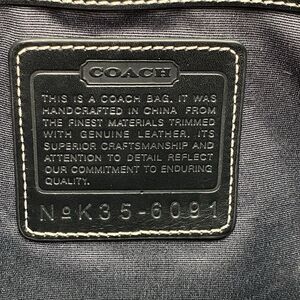 COACH
THIS IS A COACH BAG. IT WAS
HANDCRAFTED IN CHINA FROM
THE FINEST MATERIALS TRIMMED
WITH GENUINE LEATHER. ITS
SUPERIOR CRAFTSMANSHIP AND
ATTENTION TO DETAIL REFLECT
OUR COMMITMENT TO ENDURING
QUALITY.
NºK35-6091